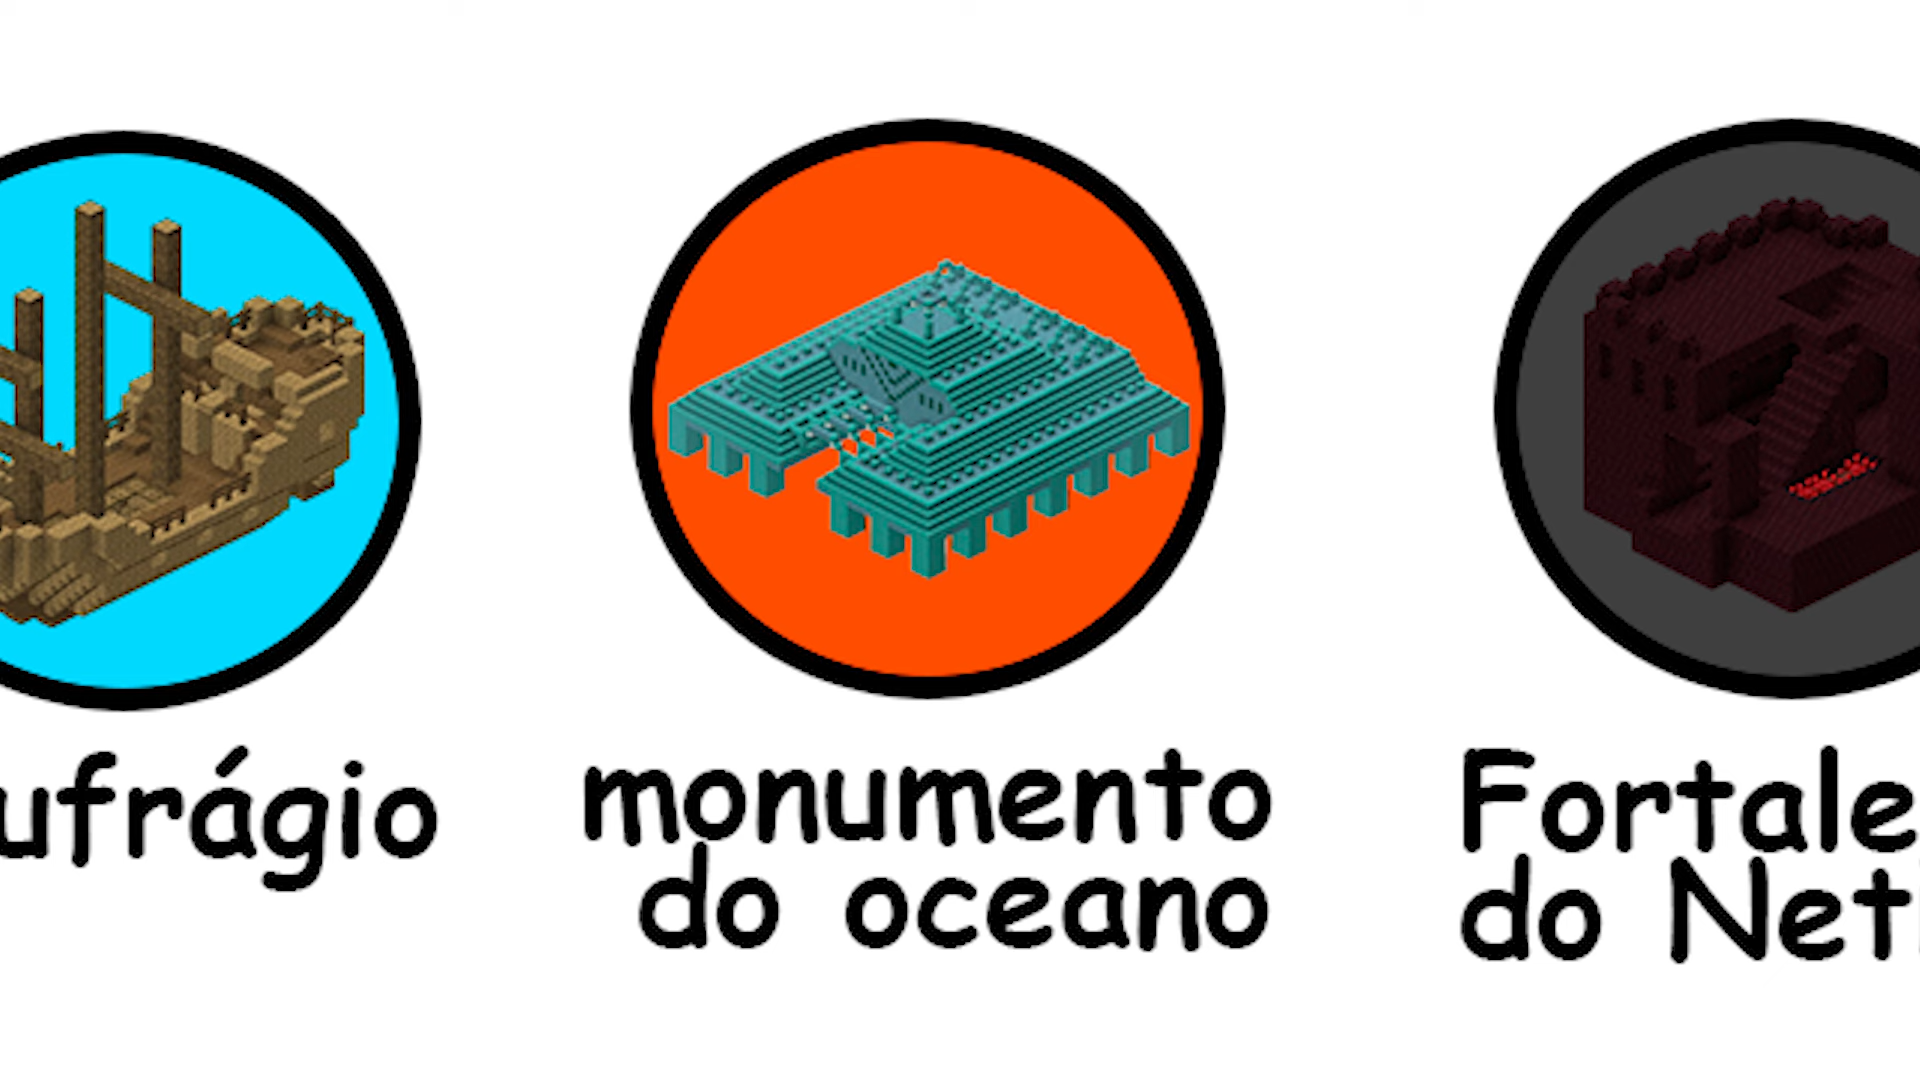 ufrágio
monumento
do oceano
Fortale
do Net